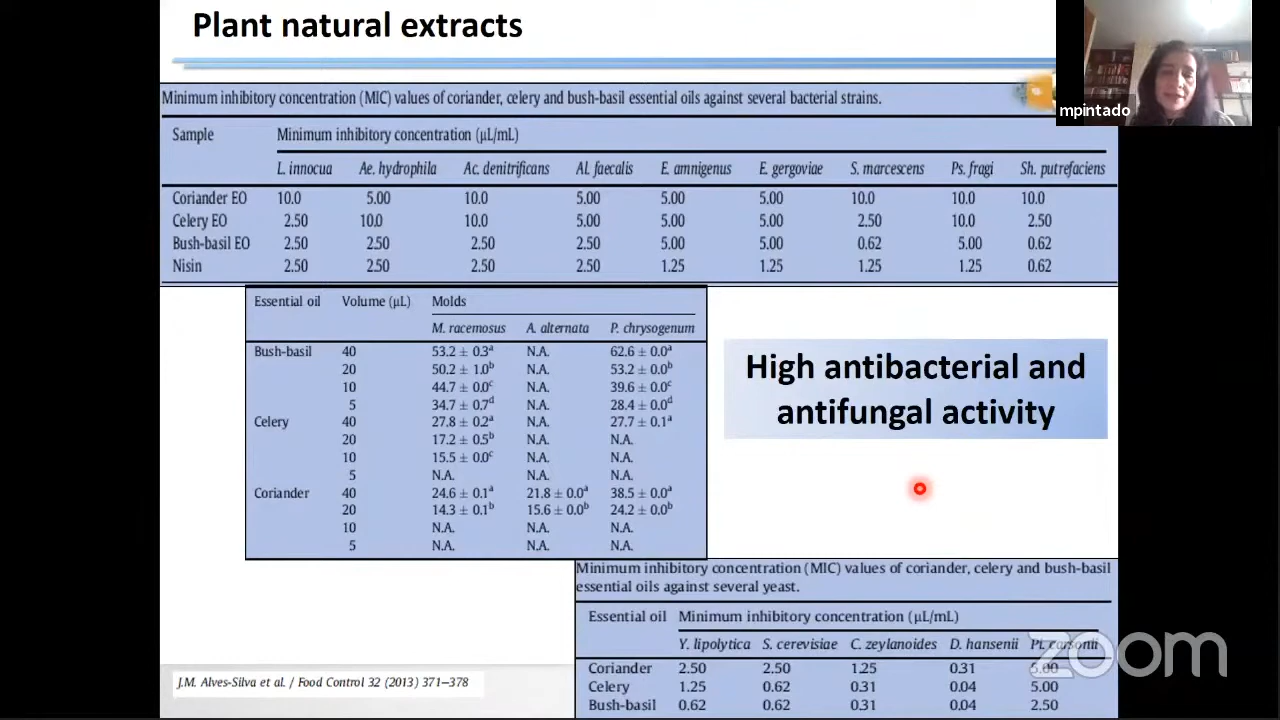 Plant natural extracts
mpintado
Minimum inhibitory concentration (MIC) values of coriander, celery and bush-basil essential oils against several bacterial strains.
Sample Minimum inhibitory concentration (μL/mL)
L. innocua Ae. hydrophila Ac. denitrificans Al. faecalis E. amnigenus E. gergoviae S. marcescens Ps. fragi Sh. putrefaciens
Coriander EO 10.0 5.00 10.0 5.00 5.00 5.00 10.0 10.0 10.0
Celery EO 2.50 10.0 10.0 5.00 5.00 5.00 2.50 10.0 2.50
Bush-basil EO 2.50 2.50 2.50 2.50 5.00 5.00 0.62 5.00 0.62
Nisin 2.50 2.50 2.50 2.50 1.25 1.25 1.25 1.25 0.62
Essential oil Volume (μL) Molds
M. racemosus A. alternata P. chrysogenum
Bush-basil 40 53.2 ± 0.3ᵃ N.A. 62.6 ± 0.0ᵃ
20 50.2 ± 1.0ᵇ N.A. 53.2 ± 0.0ᵇ
10 44.7 ± 0.0ᶜ N.A. 39.6 ± 0.0ᶜ
5 34.7 ± 0.7ᵈ N.A. 28.4 ± 0.0ᵈ
Celery 40 27.8 ± 0.2ᵃ N.A. 27.7 ± 0.1ᵃ
20 17.2 ± 0.5ᵇ N.A. N.A.
10 15.5 ± 0.0ᶜ N.A. N.A.
5 N.A. N.A. N.A.
Coriander 40 24.6 ± 0.1ᵃ 21.8 ± 0.0ᵃ 38.5 ± 0.0ᵃ
20 14.3 ± 0.1ᵇ 15.6 ± 0.0ᵇ 24.2 ± 0.0ᵇ
10 N.A. N.A. N.A.
5 N.A. N.A. N.A.
High antibacterial and
antifungal activity
Minimum inhibitory concentration (MIC) values of coriander, celery and bush-basil
essential oils against several yeast.
Essential oil Minimum inhibitory concentration (μL/mL)
Y. lipolytica S. cerevisiae C. zeylanoides D. hansenii Pi. carsonii
Coriander 2.50 2.50 1.25 0.31 5.00
Celery 1.25 0.62 0.31 0.04 5.00
Bush-basil 0.62 0.62 0.31 0.04 2.50
zoom
J.M. Alves-Silva et al. / Food Control 32 (2013) 371–378